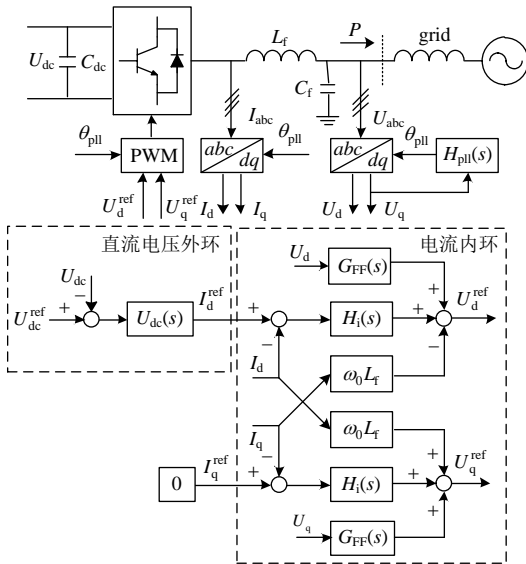 L_f
P
grid
U_dc
C_dc
C_f
I_abc
U_abc
θ_pll
PWM
abc
dq
θ_pll
abc
dq
θ_pll
H_pll(s)
U_d^ref
U_q^ref
I_d
I_q
U_d
U_q
直流电压外环
电流内环
U_dc
U_d
G_FF(s)
U_dc^ref
+
−
U_dc(s)
I_d^ref
+
−
H_i(s)
+
+
−
U_d^ref
I_d
ω_0L_f
I_q
ω_0L_f
0
I_q^ref
+
−
H_i(s)
+
+
+
U_q^ref
U_q
G_FF(s)